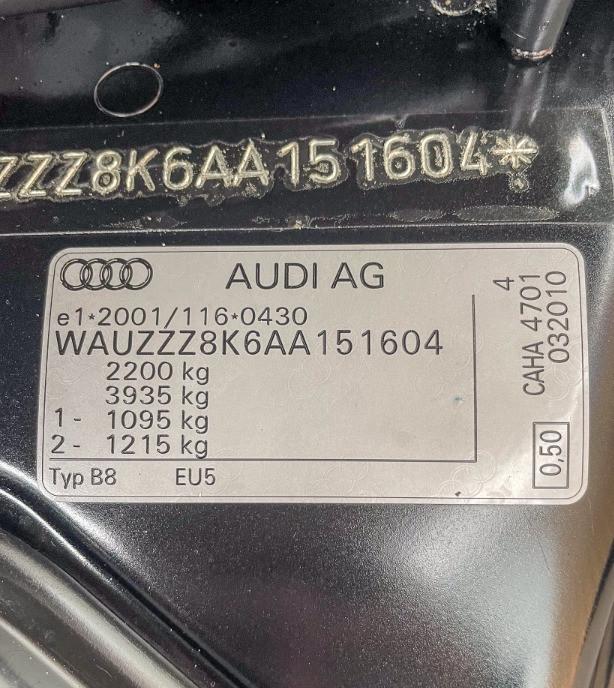 ZZZ8K6AA151604*
AUDI AG
e1*2001/116*0430
WAUZZZ8K6AA151604
2200 kg
3935 kg
1- 1095 kg
2- 1215 kg
Typ B8 EU5
4
CAHA 4701
032010
0,50